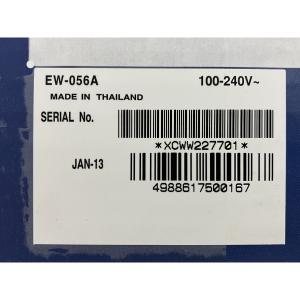 EW-056A 100-240V~
MADE IN THAILAND
SERIAL No.
*XCWW227701*
JAN-13
4988617500167